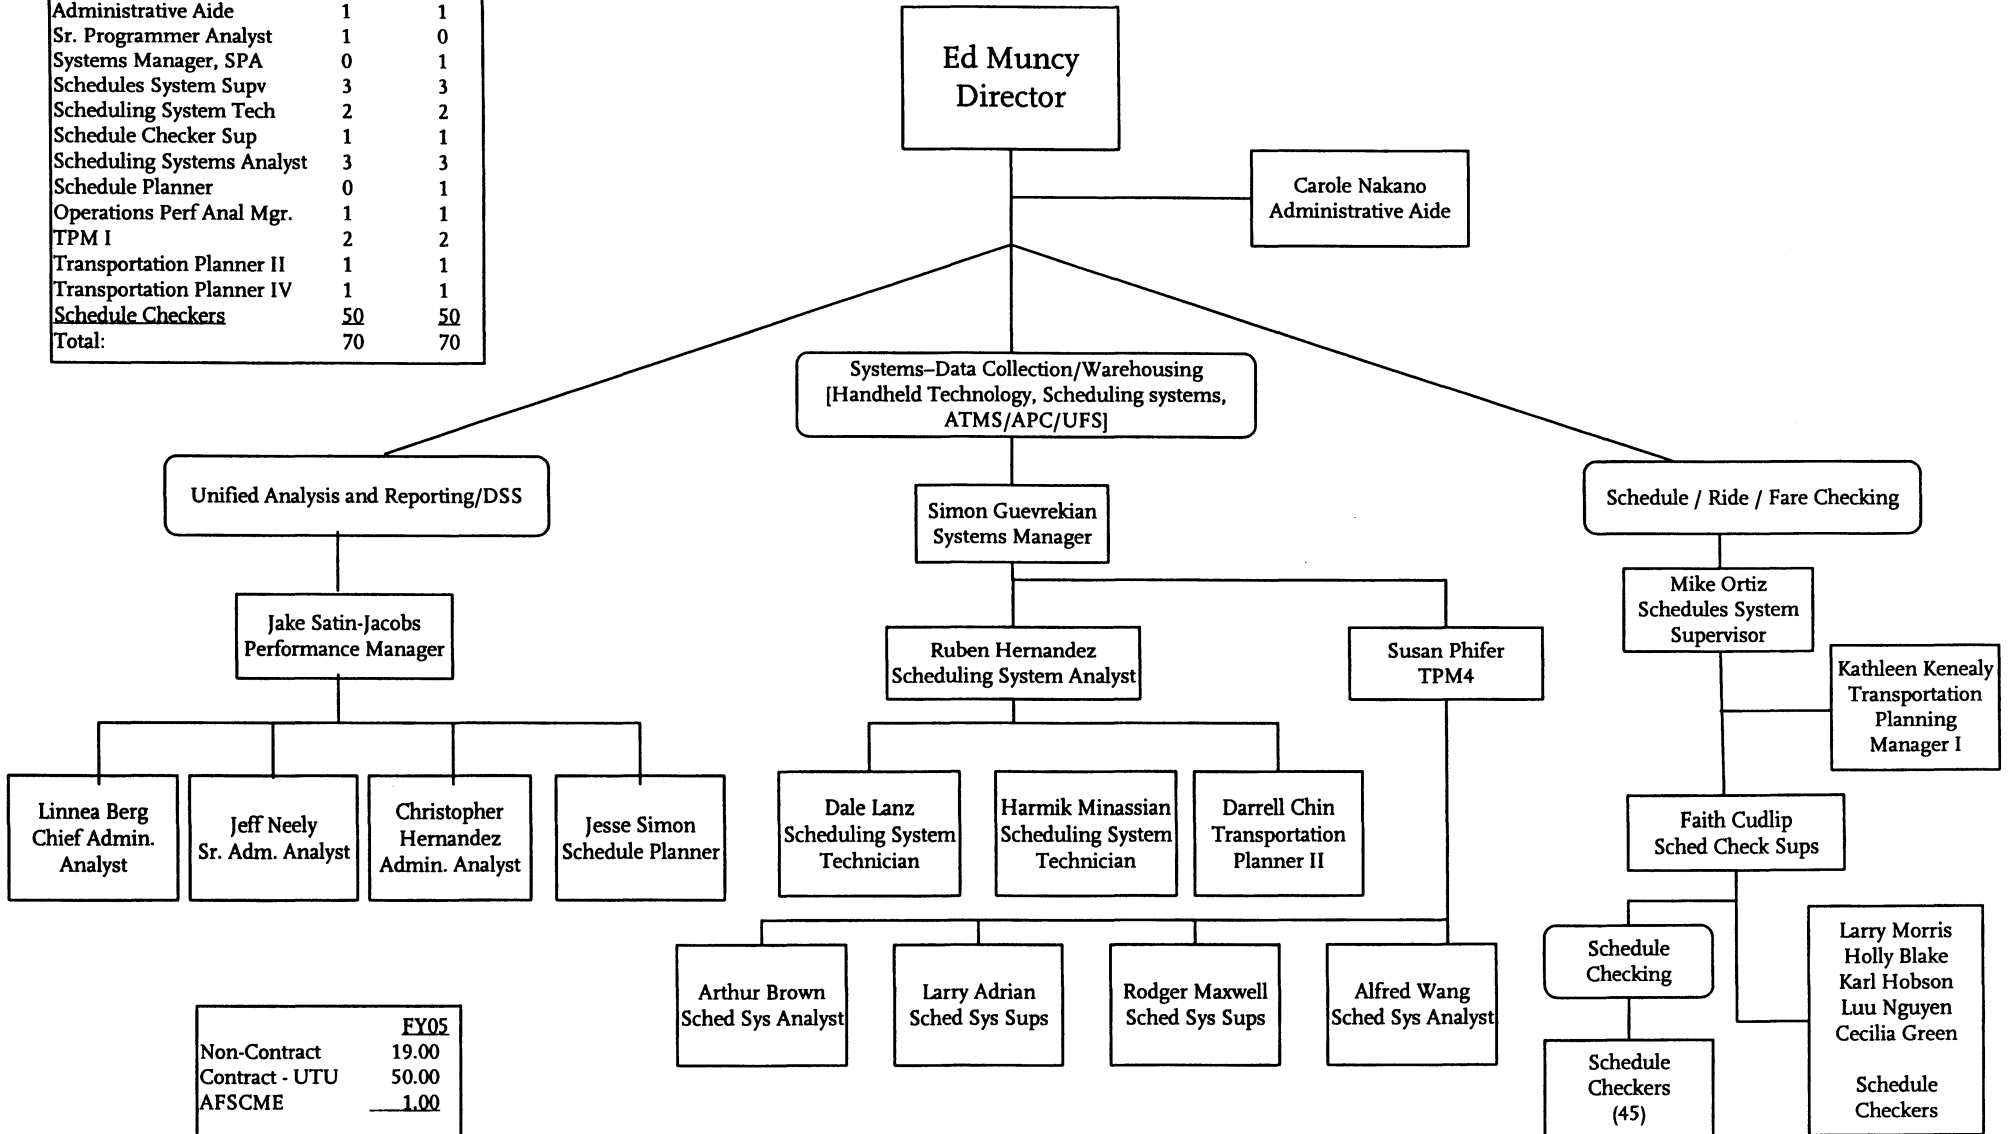 Administrative Aide 1 1
Sr. Programmer Analyst 1 0
Systems Manager, SPA 0 1
Schedules System Supv 3 3
Scheduling System Tech 2 2
Schedule Checker Sup 1 1
Scheduling Systems Analyst 3 3
Schedule Planner 0 1
Operations Perf Anal Mgr. 1 1
TPM I 2 2
Transportation Planner II 1 1
Transportation Planner IV 1 1
Schedule Checkers 50 50
Total: 70 70
Ed Muncy
Director
Carole Nakano
Administrative Aide
Systems–Data Collection/Warehousing
[Handheld Technology, Scheduling systems,
ATMS/APC/UFS]
Unified Analysis and Reporting/DSS
Schedule / Ride / Fare Checking
Simon Guevrekian
Systems Manager
Jake Satin-Jacobs
Performance Manager
Ruben Hernandez
Scheduling System Analyst
Susan Phifer
TPM4
Mike Ortiz
Schedules System
Supervisor
Kathleen Kenealy
Transportation
Planning
Manager I
Linnea Berg
Chief Admin.
Analyst
Jeff Neely
Sr. Adm. Analyst
Christopher
Hernandez
Admin. Analyst
Jesse Simon
Schedule Planner
Dale Lanz
Scheduling System
Technician
Harmik Minassian
Scheduling System
Technician
Darrell Chin
Transportation
Planner II
Faith Cudlip
Sched Check Sups
Arthur Brown
Sched Sys Analyst
Larry Adrian
Sched Sys Sups
Rodger Maxwell
Sched Sys Sups
Alfred Wang
Sched Sys Analyst
Schedule
Checking
Schedule
Checkers
(45)
Larry Morris
Holly Blake
Karl Hobson
Luu Nguyen
Cecilia Green
Schedule
Checkers
FY05
Non-Contract 19.00
Contract - UTU 50.00
AFSCME 1.00